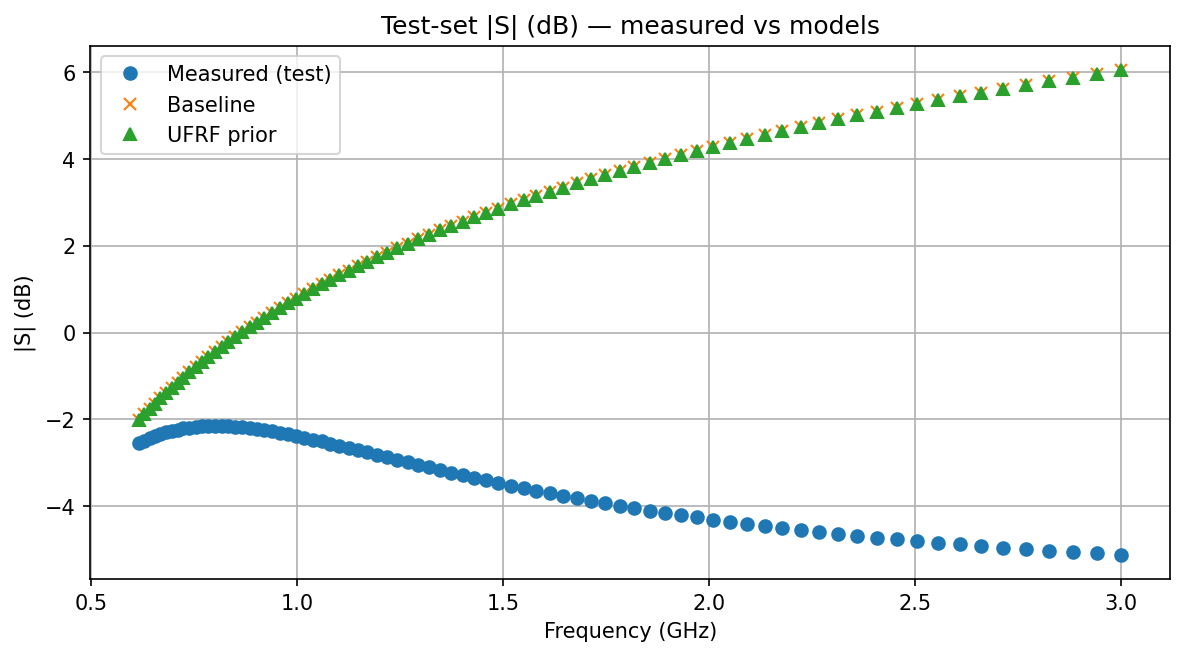 Test-set |S| (dB) — measured vs models
Measured (test)
Baseline
UFRF prior
|S| (dB)
6
4
2
0
−2
−4
0.5 1.0 1.5 2.0 2.5 3.0
Frequency (GHz)